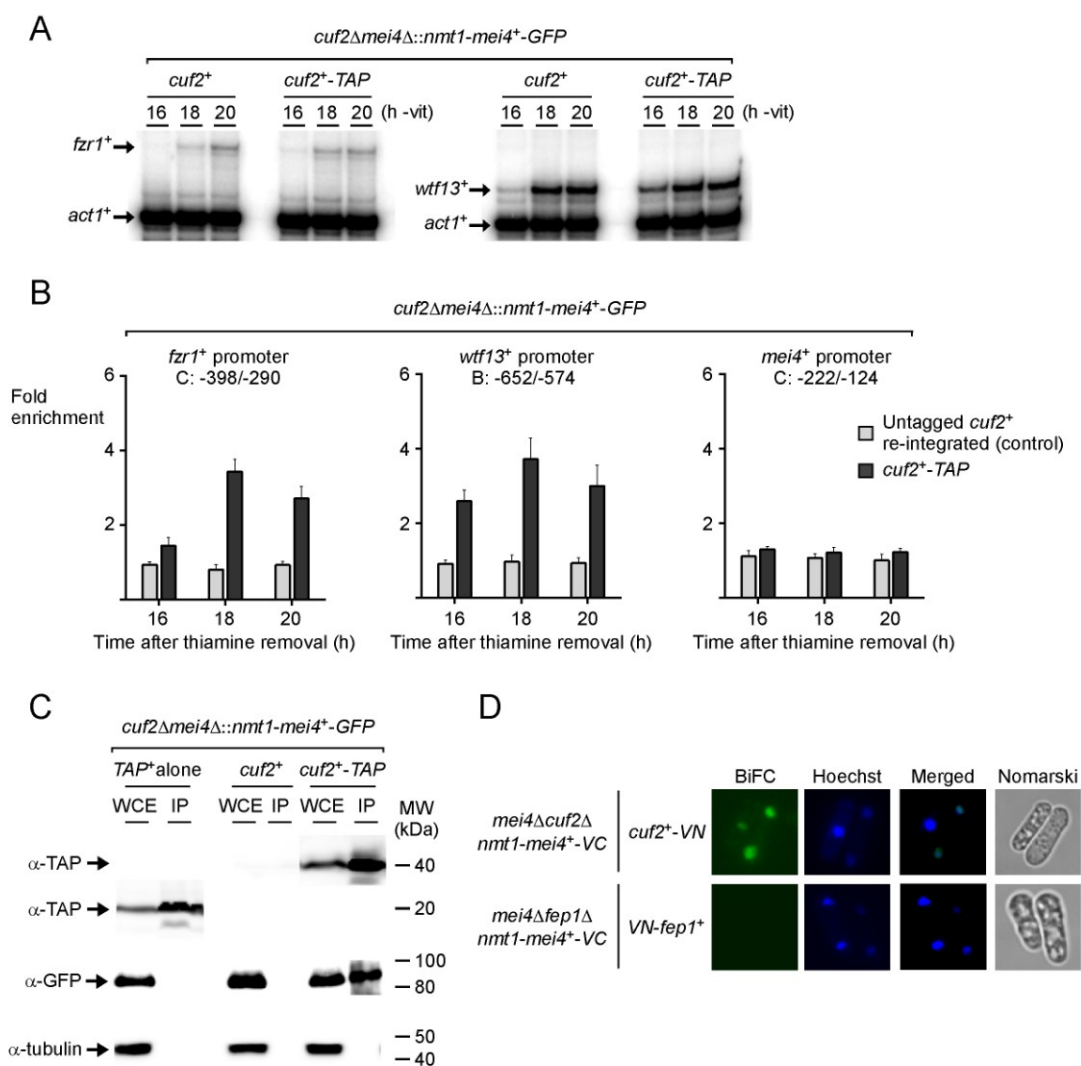 A
cuf2Δmei4Δ::nmt1-mei4⁺-GFP
cuf2⁺ cuf2⁺-TAP cuf2⁺ cuf2⁺-TAP
16 18 20 16 18 20 (h -vit) 16 18 20 16 18 20 (h -vit)
fzr1⁺
act1⁺
wtf13⁺
act1⁺
B
cuf2Δmei4Δ::nmt1-mei4⁺-GFP
Fold
enrichment
fzr1⁺ promoter
C: -398/-290
6
4
2
16 18 20
Time after thiamine removal (h)
wtf13⁺ promoter
B: -652/-574
6
4
2
16 18 20
Time after thiamine removal (h)
mei4⁺ promoter
C: -222/-124
6
4
2
16 18 20
Time after thiamine removal (h)
Untagged cuf2⁺
re-integrated (control)
cuf2⁺-TAP
C
cuf2Δmei4Δ::nmt1-mei4⁺-GFP
TAP⁺alone cuf2⁺ cuf2⁺-TAP
WCE IP WCE IP WCE IP MW
(kDa)
α-TAP 40
α-TAP 20
α-GFP 100
80
α-tubulin 50
40
D
BiFC Hoechst Merged Nomarski
mei4Δcuf2Δ
nmt1-mei4⁺-VC
cuf2⁺-VN
mei4Δfep1Δ
nmt1-mei4⁺-VC
VN-fep1⁺